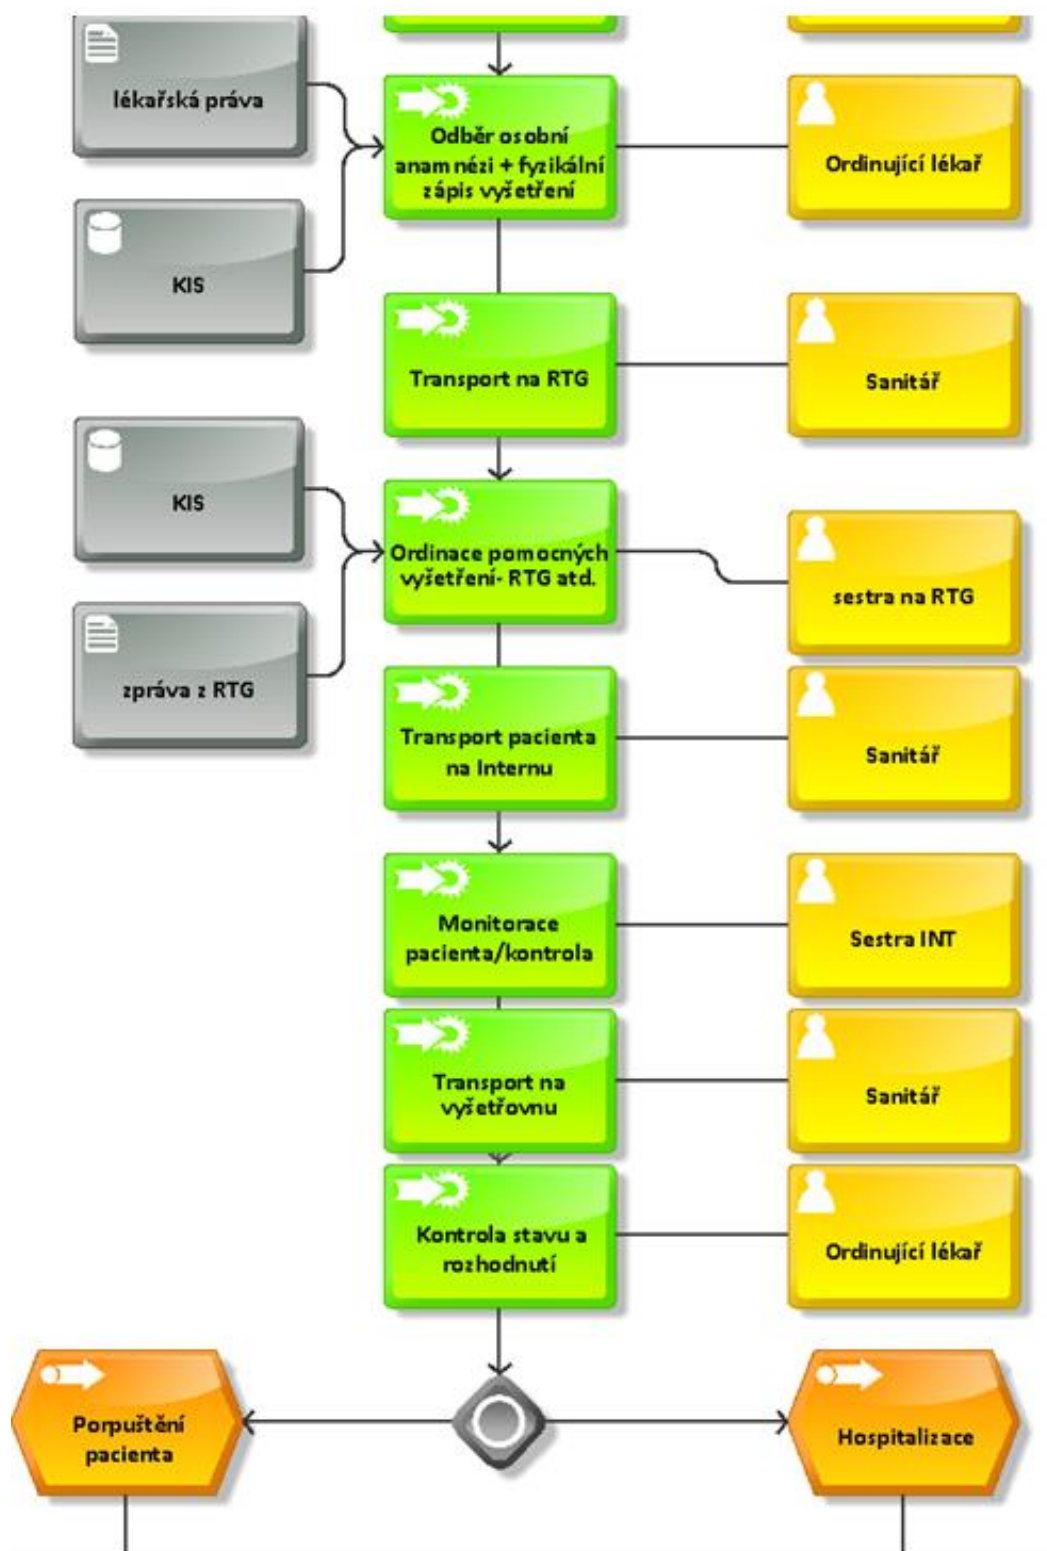 lékařská práva
Odběr osobní
anamnézi + fyzikální
zápis vyšetření
Ordinující lékař
KIS
Transport na RTG
Sanitář
KIS
Ordinace pomocných
vyšetření- RTG atd.
sestra na RTG
zpráva z RTG
Transport pacienta
na Internu
Sanitář
Monitorace
pacienta/kontrola
Sestra INT
Transport na
vyšetřovnu
Sanitář
Kontrola stavu a
rozhodnutí
Ordinující lékař
Porpuštění
pacienta
Hospitalizace